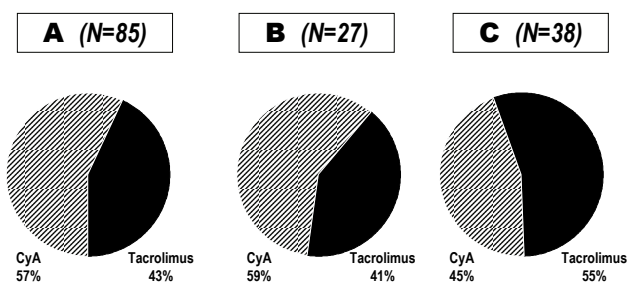 A (N=85)
B (N=27)
C (N=38)
CyA
57%
Tacrolimus
43%
CyA
59%
Tacrolimus
41%
CyA
45%
Tacrolimus
55%